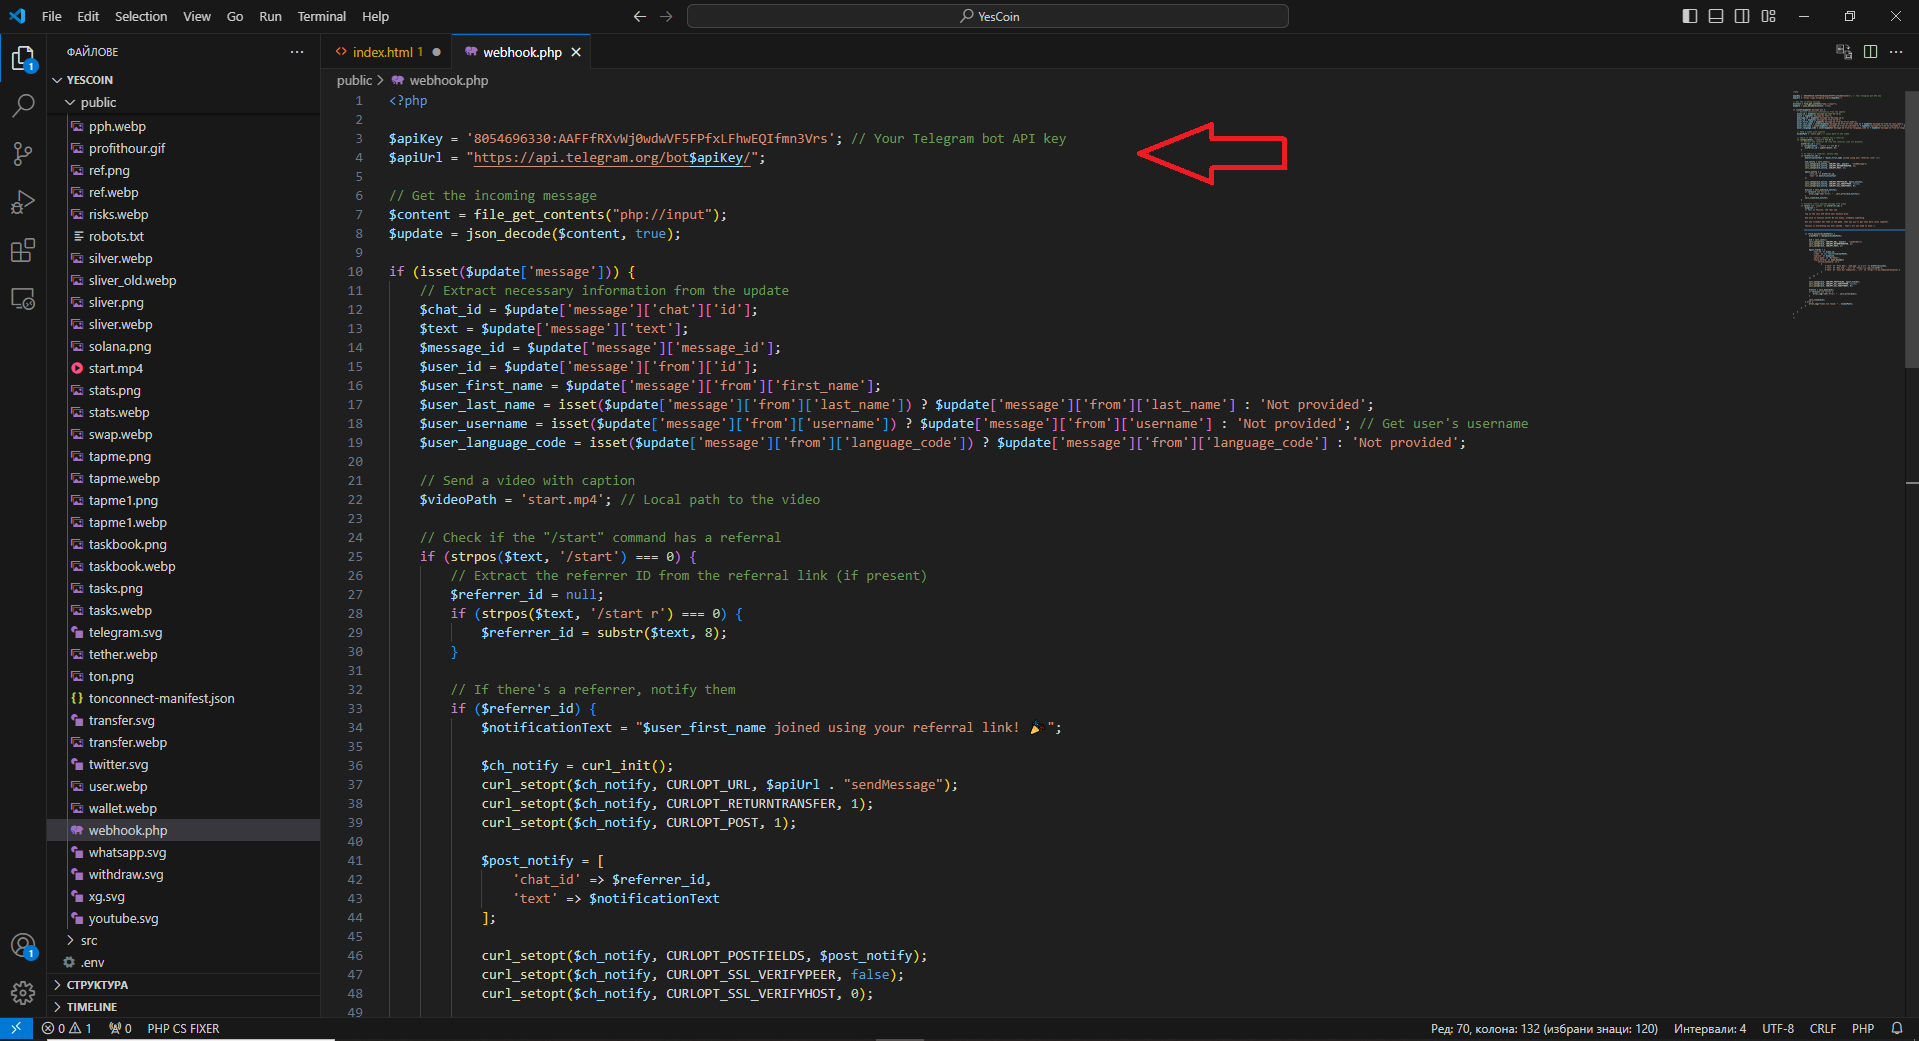 File Edit Selection View Go Run Terminal Help
YesCoin
ФАЙЛОВЕ
YESCOIN
public
pph.webp
profithour.gif
ref.png
ref.webp
risks.webp
robots.txt
silver.webp
sliver_old.webp
sliver.png
sliver.webp
solana.png
start.mp4
stats.png
stats.webp
swap.webp
tapme.png
tapme.webp
tapme1.png
tapme1.webp
taskbook.png
taskbook.webp
tasks.png
tasks.webp
telegram.svg
tether.webp
ton.png
tonconnect-manifest.json
transfer.svg
transfer.webp
twitter.svg
user.webp
wallet.webp
webhook.php
whatsapp.svg
withdraw.svg
xg.svg
youtube.svg
src
.env
СТРУКТУРА
TIMELINE
index.html 1
webhook.php
public > webhook.php
1 <?php
2
3 $apiKey = '8054696330:AAFFfRXvWj0wdwVF5FPfxLFhwEQIfmn3Vrs'; // Your Telegram bot API key
4 $apiUrl = "https://api.telegram.org/bot$apiKey/";
5
6 // Get the incoming message
7 $content = file_get_contents("php://input");
8 $update = json_decode($content, true);
9
10 if (isset($update['message'])) {
11 // Extract necessary information from the update
12 $chat_id = $update['message']['chat']['id'];
13 $text = $update['message']['text'];
14 $message_id = $update['message']['message_id'];
15 $user_id = $update['message']['from']['id'];
16 $user_first_name = $update['message']['from']['first_name'];
17 $user_last_name = isset($update['message']['from']['last_name']) ? $update['message']['from']['last_name'] : 'Not provided';
18 $user_username = isset($update['message']['from']['username']) ? $update['message']['from']['username'] : 'Not provided'; // Get user's username
19 $user_language_code = isset($update['message']['from']['language_code']) ? $update['message']['from']['language_code'] : 'Not provided';
20
21 // Send a video with caption
22 $videoPath = 'start.mp4'; // Local path to the video
23
24 // Check if the "/start" command has a referral
25 if (strpos($text, '/start') === 0) {
26 // Extract the referrer ID from the referral link (if present)
27 $referrer_id = null;
28 if (strpos($text, '/start r') === 0) {
29 $referrer_id = substr($text, 8);
30 }
31
32 // If there's a referrer, notify them
33 if ($referrer_id) {
34 $notificationText = "$user_first_name joined using your referral link! 🎉";
35
36 $ch_notify = curl_init();
37 curl_setopt($ch_notify, CURLOPT_URL, $apiUrl . "sendMessage");
38 curl_setopt($ch_notify, CURLOPT_RETURNTRANSFER, 1);
39 curl_setopt($ch_notify, CURLOPT_POST, 1);
40
41 $post_notify = [
42 'chat_id' => $referrer_id,
43 'text' => $notificationText
44 ];
45
46 curl_setopt($ch_notify, CURLOPT_POSTFIELDS, $post_notify);
47 curl_setopt($ch_notify, CURLOPT_SSL_VERIFYPEER, false);
48 curl_setopt($ch_notify, CURLOPT_SSL_VERIFYHOST, 0);
49
0 1 0 PHP CS FIXER Ред: 70, колона: 132 (избрани знаци: 120) Интервали: 4 UTF-8 CRLF PHP